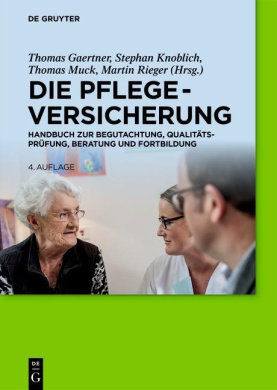 DE GRUYTER
Thomas Gaertner, Stephan Knoblich,
Thomas Muck, Martin Rieger (Hrsg.)
DIE PFLEGE-
VERSICHERUNG
HANDBUCH ZUR BEGUTACHTUNG, QUALITÄTS-
PRÜFUNG, BERATUNG UND FORTBILDUNG
4. AUFLAGE
DE
G